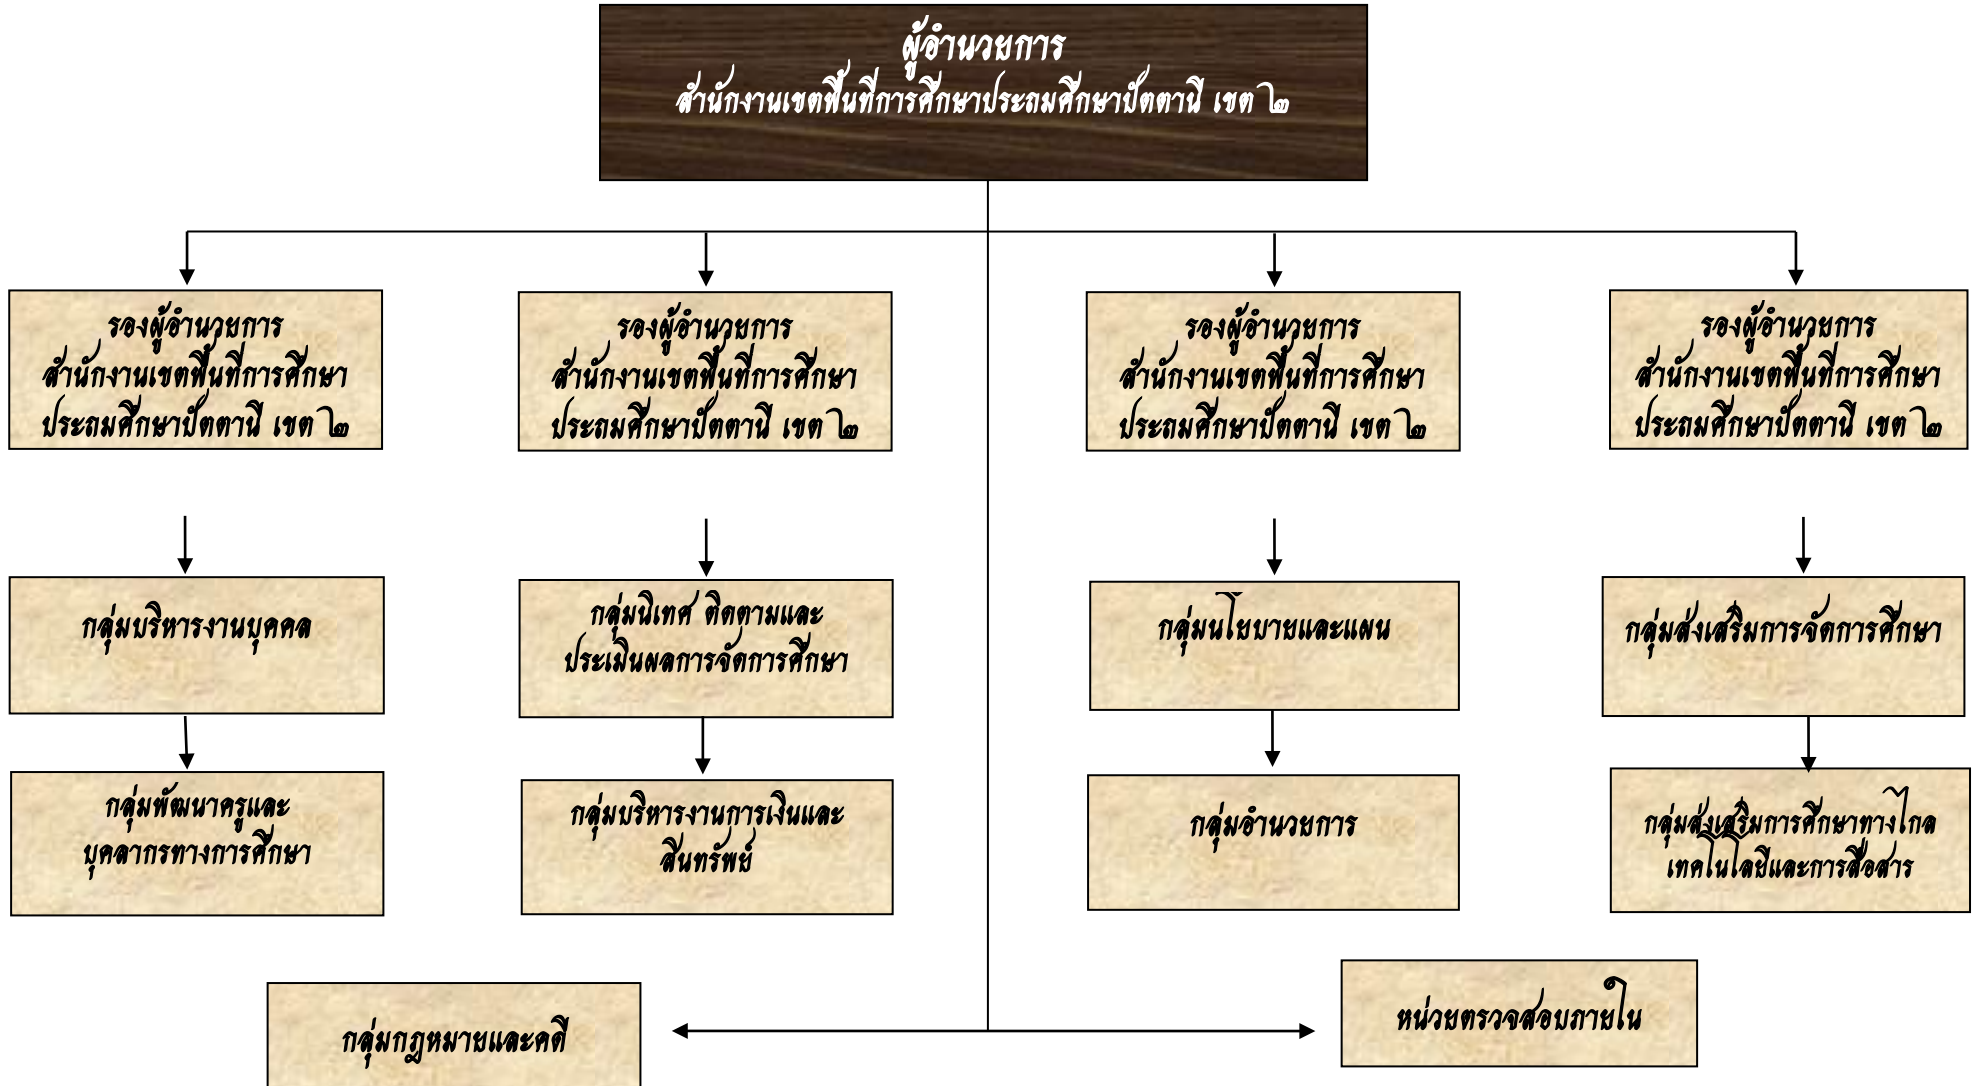 ผู้อำนวยการ
สำนักงานเขตพื้นที่การศึกษาประถมศึกษาปัตตานี เขต ๒
รองผู้อำนวยการ
สำนักงานเขตพื้นที่การศึกษา
ประถมศึกษาปัตตานี เขต ๒
รองผู้อำนวยการ
สำนักงานเขตพื้นที่การศึกษา
ประถมศึกษาปัตตานี เขต ๒
รองผู้อำนวยการ
สำนักงานเขตพื้นที่การศึกษา
ประถมศึกษาปัตตานี เขต ๒
รองผู้อำนวยการ
สำนักงานเขตพื้นที่การศึกษา
ประถมศึกษาปัตตานี เขต ๒
กลุ่มบริหารงานบุคคล
กลุ่มนิเทศ ติดตามและ
ประเมินผลการจัดการศึกษา
กลุ่มนโยบายและแผน
กลุ่มส่งเสริมการจัดการศึกษา
กลุ่มพัฒนาครูและ
บุคลากรทางการศึกษา
กลุ่มบริหารงานการเงินและ
สินทรัพย์
กลุ่มอำนวยการ
กลุ่มส่งเสริมการศึกษาทางไกล
เทคโนโลยีและการสื่อสาร
กลุ่มกฎหมายและคดี
หน่วยตรวจสอบภายใน